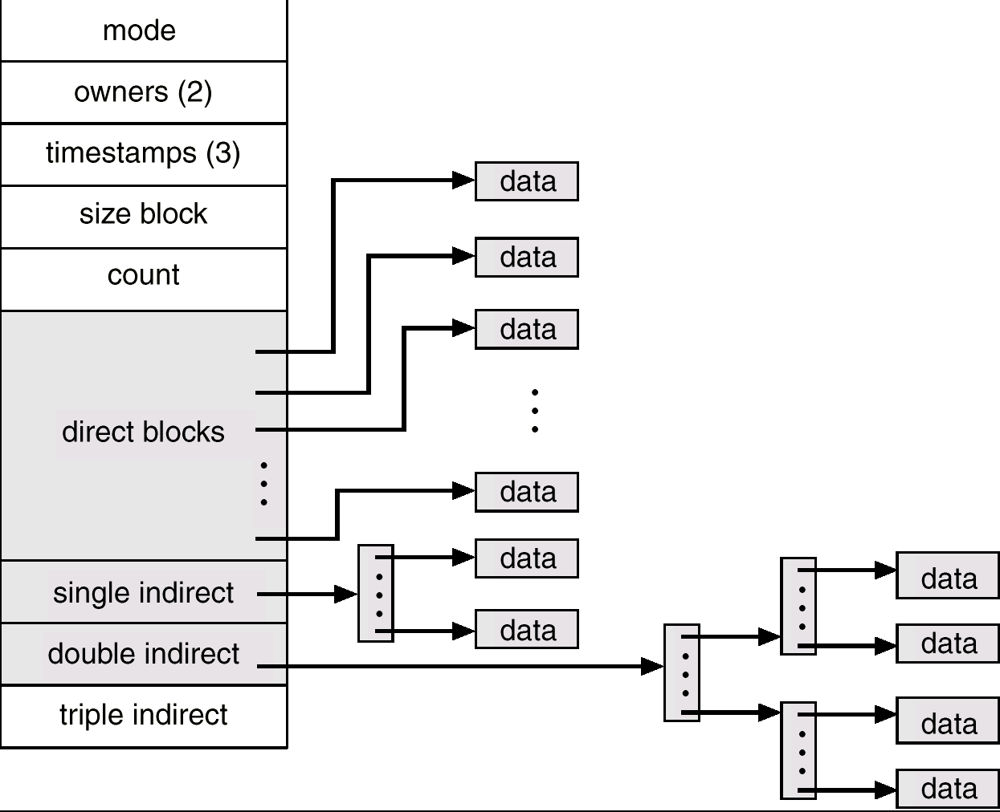 mode
owners (2)
timestamps (3)
size block
count
direct blocks
single indirect
double indirect
triple indirect
data
data
data
data
data
data
data
data
data
data